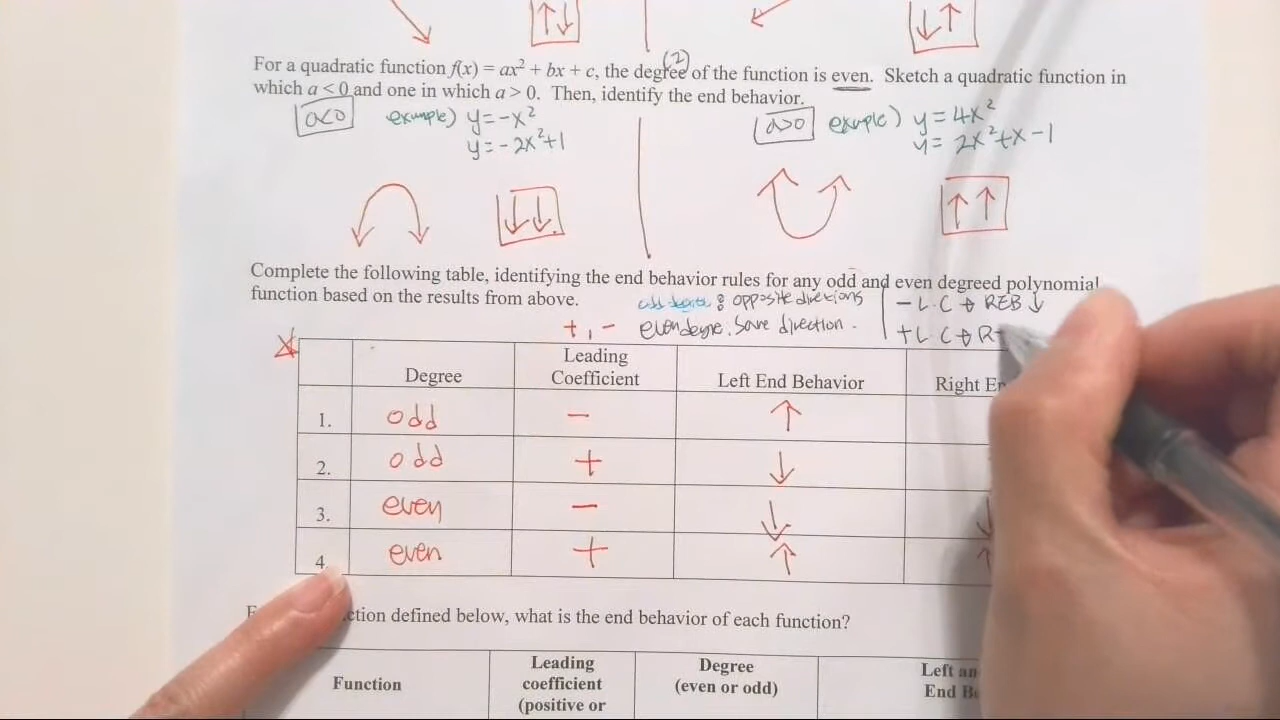 ↑↓
↓↑
(2)
For a quadratic function f(x) = ax² + bx + c, the degree of the function is even. Sketch a quadratic function in
which a < 0 and one in which a > 0. Then, identify the end behavior.
a<0 example) y = -x²
y = -2x²+1
a>0 example) y = 4x²
y = 2x²+x-1
↓↓
↑↑
Complete the following table, identifying the end behavior rules for any odd and even degreed polynomial
function based on the results from above.
odd degree: opposite directions
+, - even degree. Same direction.
- L.C → REB ↓
+ L.C → R
Degree Leading Coefficient Left End Behavior Right En
1. odd - ↑
2. odd + ↓
3. even - ↓ ↓
4. even + ↑ ↑
ction defined below, what is the end behavior of each function?
Function
Leading
coefficient
(positive or
Degree
(even or odd)
Left an
End B